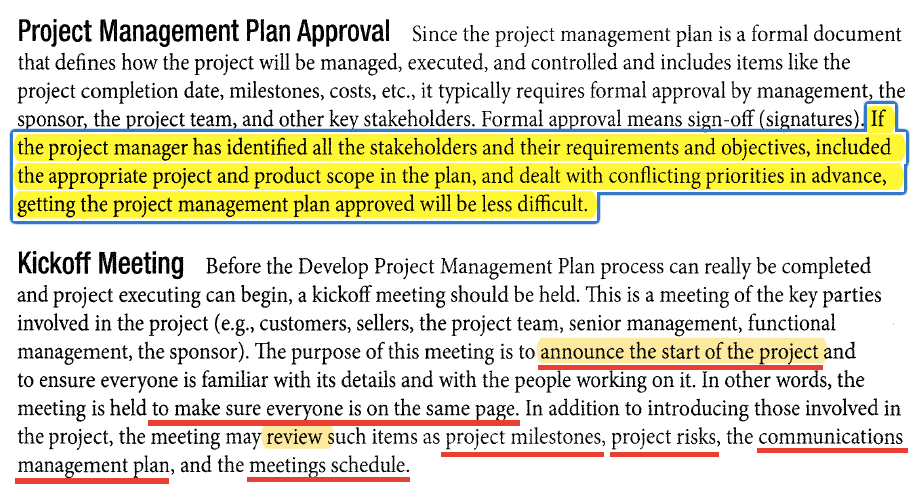 Project Management Plan Approval Since the project management plan is a formal document
that defines how the project will be managed, executed, and controlled and includes items like the
project completion date, milestones, costs, etc., it typically requires formal approval by management, the
sponsor, the project team, and other key stakeholders. Formal approval means sign-off (signatures). If
the project manager has identified all the stakeholders and their requirements and objectives, included
the appropriate project and product scope in the plan, and dealt with conflicting priorities in advance,
getting the project management plan approved will be less difficult.
Kickoff Meeting Before the Develop Project Management Plan process can really be completed
and project executing can begin, a kickoff meeting should be held. This is a meeting of the key parties
involved in the project (e.g., customers, sellers, the project team, senior management, functional
management, the sponsor). The purpose of this meeting is to announce the start of the project and
to ensure everyone is familiar with its details and with the people working on it. In other words, the
meeting is held to make sure everyone is on the same page. In addition to introducing those involved in
the project, the meeting may review such items as project milestones, project risks, the communications
management plan, and the meetings schedule.